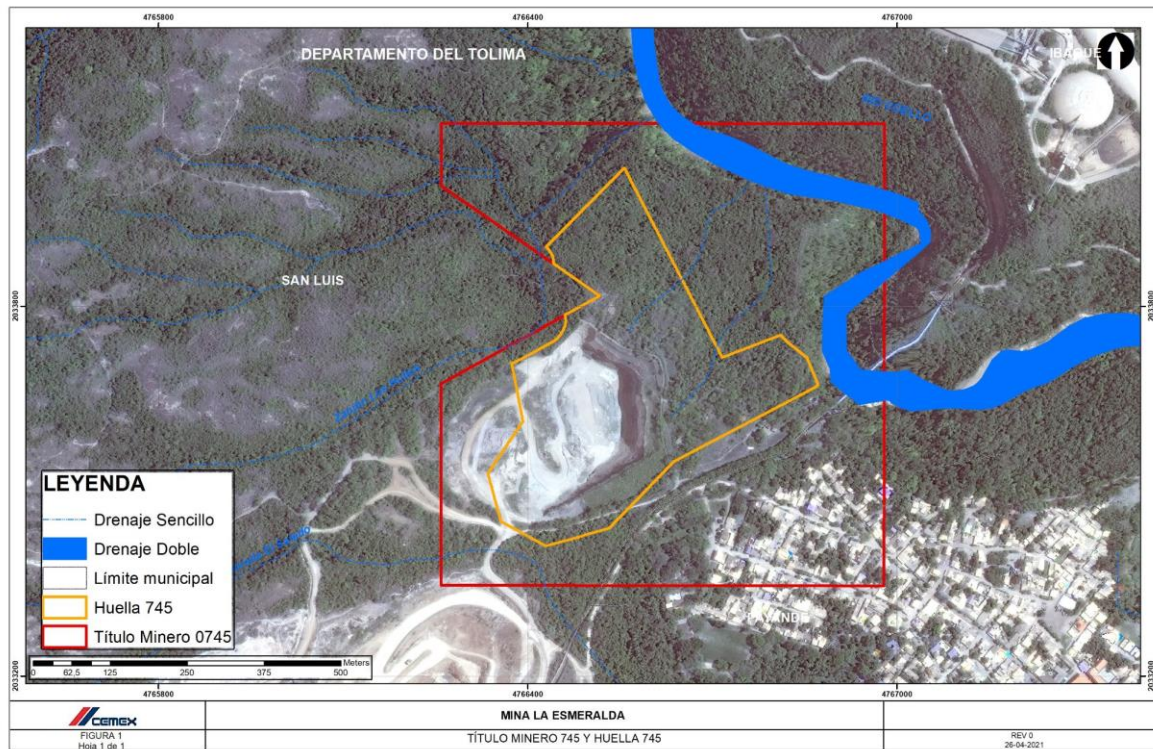 4765800
4766400
4767000
DEPARTAMENTO DEL TOLIMA
IBAGUE
SAN LUIS
2033800
2033800
LEYENDA
Drenaje Sencillo
Drenaje Doble
Límite municipal
Huella 745
Título Minero 0745
Meters
0 62,5 125 250 375 500
2033200
2033200
4765800
4766400
4767000
CEMEX
FIGURA 1
Hoja 1 de 1
MINA LA ESMERALDA
TÍTULO MINERO 745 Y HUELLA 745
REV 0
26-04-2021